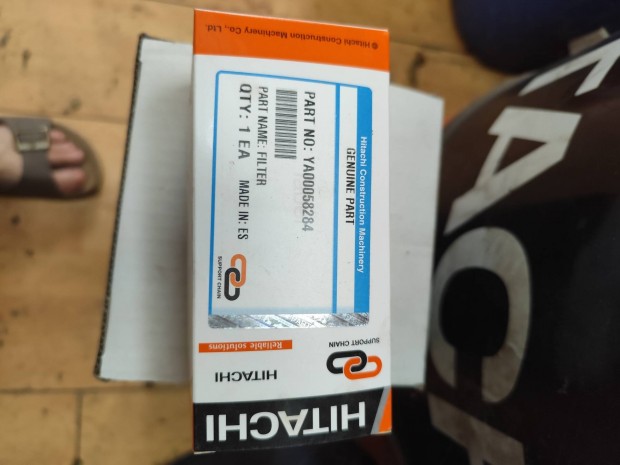 © Hitachi Construction Machinery Co., Ltd.
Hitachi Construction Machinery
GENUINE PART
PART NO: YA00058284
PART NAME: FILTER
QTY: 1 EA MADE IN: ES
SUPPORT CHAIN
SUPPORT CHAIN
Reliable solutions
HITACHI
HITACHI